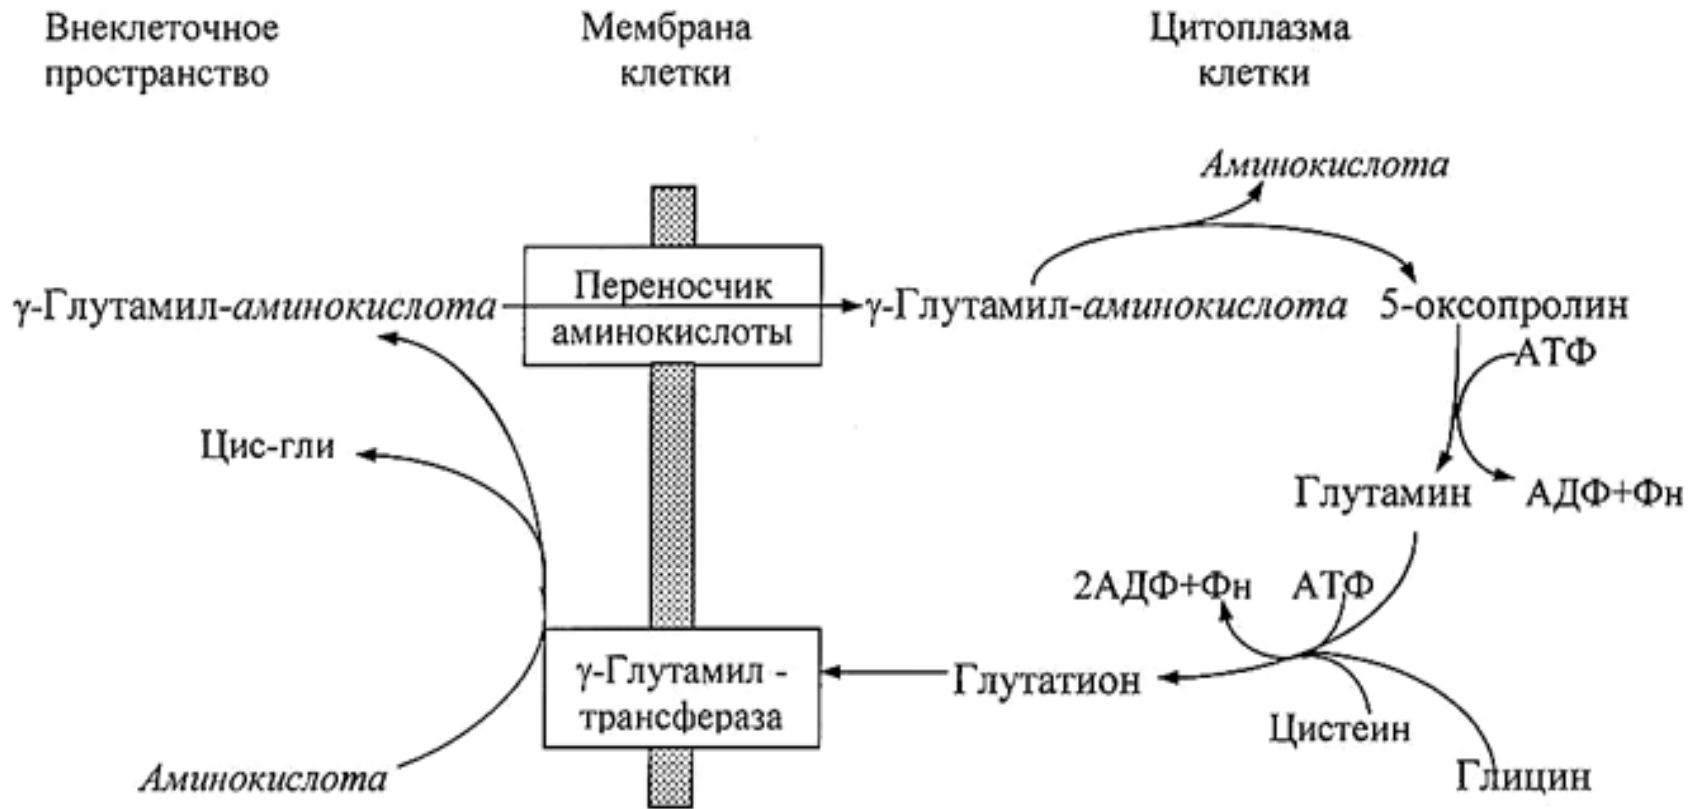 Внеклеточное
пространство
Мембрана
клетки
Цитоплазма
клетки
Аминокислота
γ-Глутамил-аминокислота
Переносчик
аминокислоты
γ-Глутамил-аминокислота
5-оксопролин
АТФ
Цис-гли
Глутамин
АДФ+Фн
2АДФ+Фн
АТФ
γ-Глутамил -
трансфераза
Глутатион
Цистеин
Аминокислота
Глицин